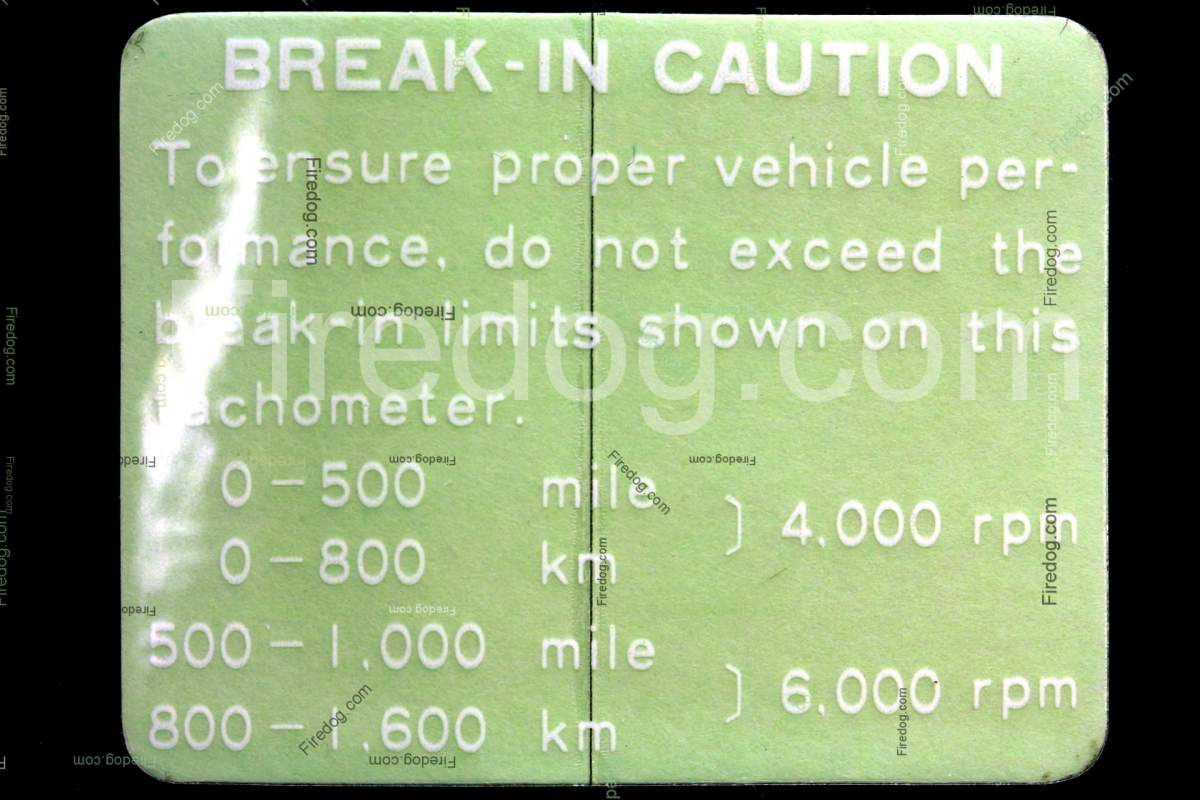 BREAK-IN CAUTION
To ensure proper vehicle per-
formance, do not exceed the
break-in limits shown on this
tachometer.
0 – 500 mile
0 – 800 km
} 4,000 rpm
500 – 1,000 mile
800 – 1,600 km
} 6,000 rpm
Firedog.com